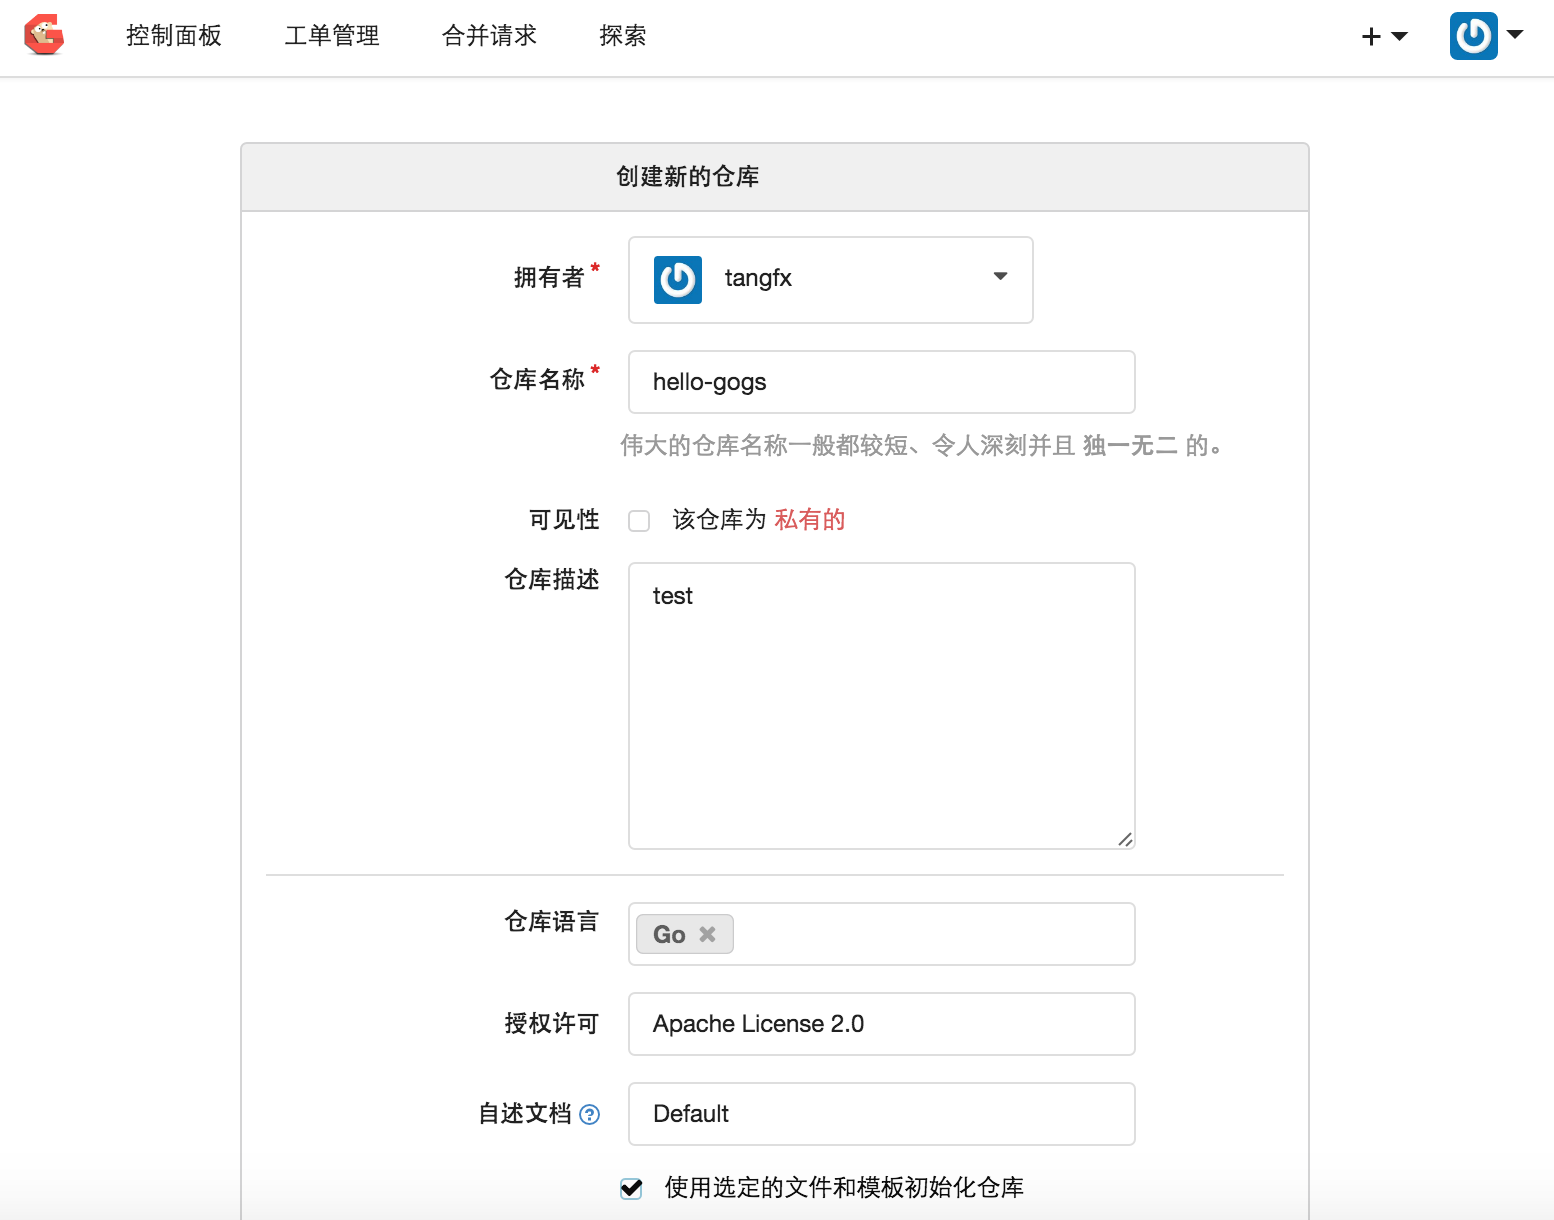 控制面板 工单管理 合并请求 探索
创建新的仓库
拥有者* tangfx
仓库名称* hello-gogs
伟大的仓库名称一般都较短、令人深刻并且 独一无二 的。
可见性 该仓库为 私有的
仓库描述 test
仓库语言 Go
授权许可 Apache License 2.0
自述文档 Default
使用选定的文件和模板初始化仓库